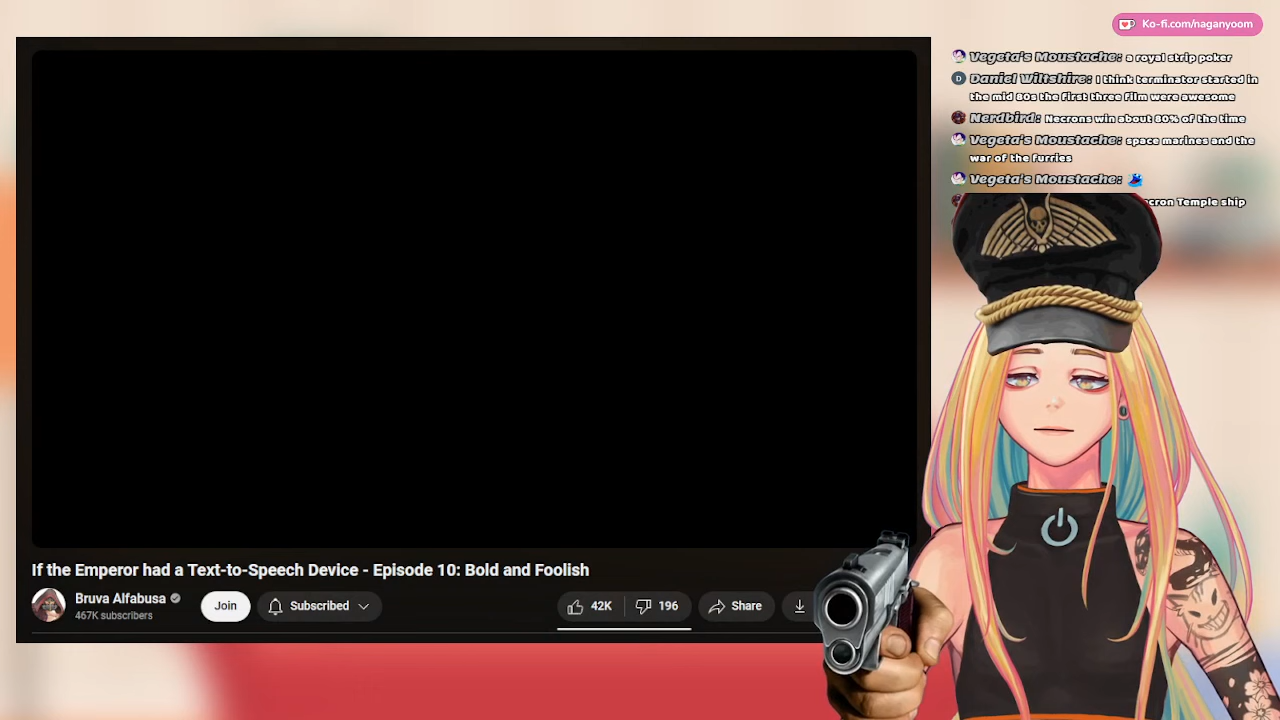 Ko-fi.com/naganyoom
Vegeta's Moustache: a royal strip poker
Daniel Wiltshire: I think terminator started in
the mid 80s the first three film were awesome
Nerdbird: Necrons win about 80% of the time
Vegeta's Moustache: space marines and the
war of the furries
Vegeta's Moustache:
Temple ship
If the Emperor had a Text-to-Speech Device - Episode 10: Bold and Foolish
Bruva Alfabusa
467K subscribers
Join
Subscribed
42K
196
Share
D